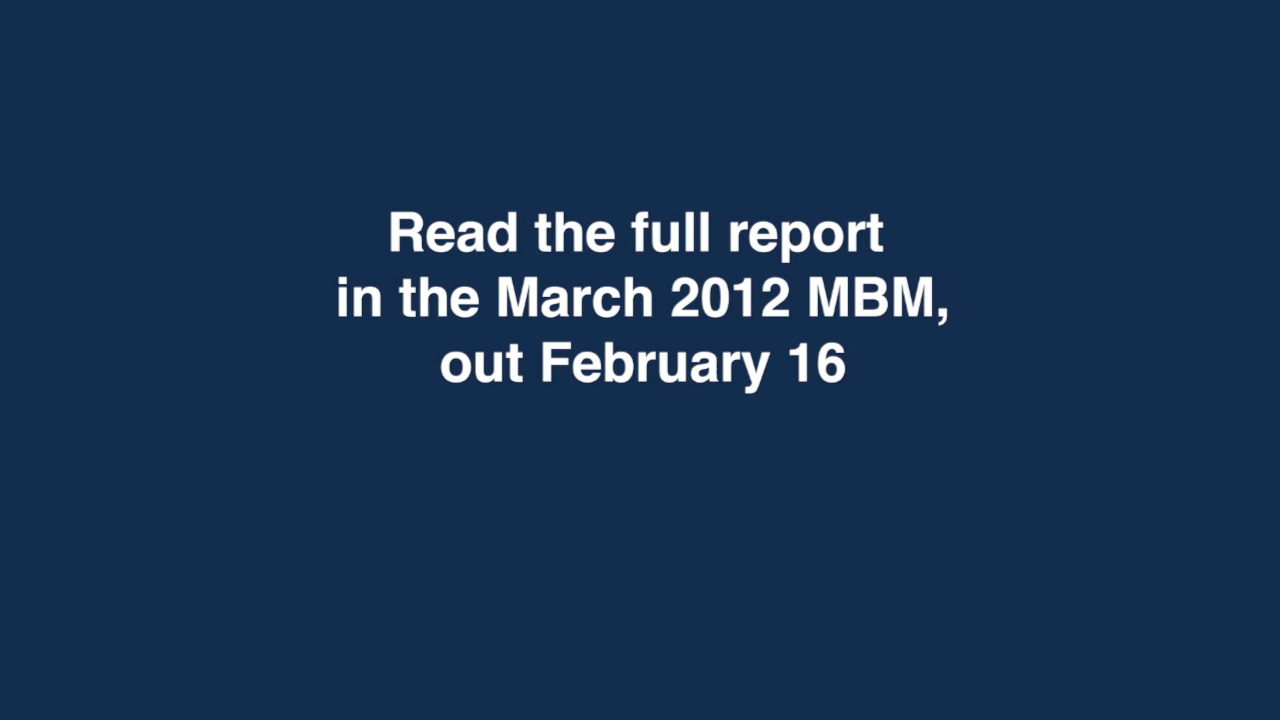 Read the full report
in the March 2012 MBM,
out February 16